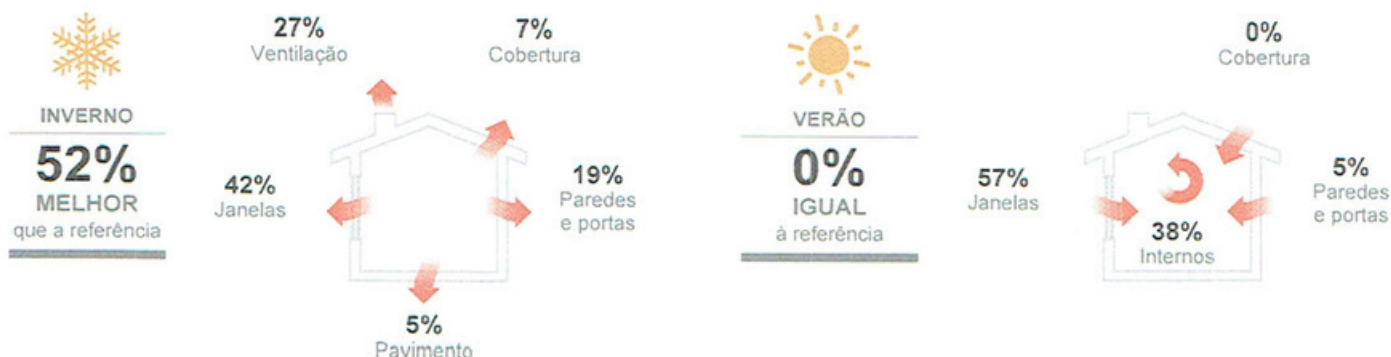 INVERNO
52%
MELHOR
que a referência
27%
Ventilação
7%
Cobertura
42%
Janelas
19%
Paredes
e portas
5%
Pavimento
VERÃO
0%
IGUAL
à referência
0%
Cobertura
57%
Janelas
5%
Paredes
e portas
38%
Internos